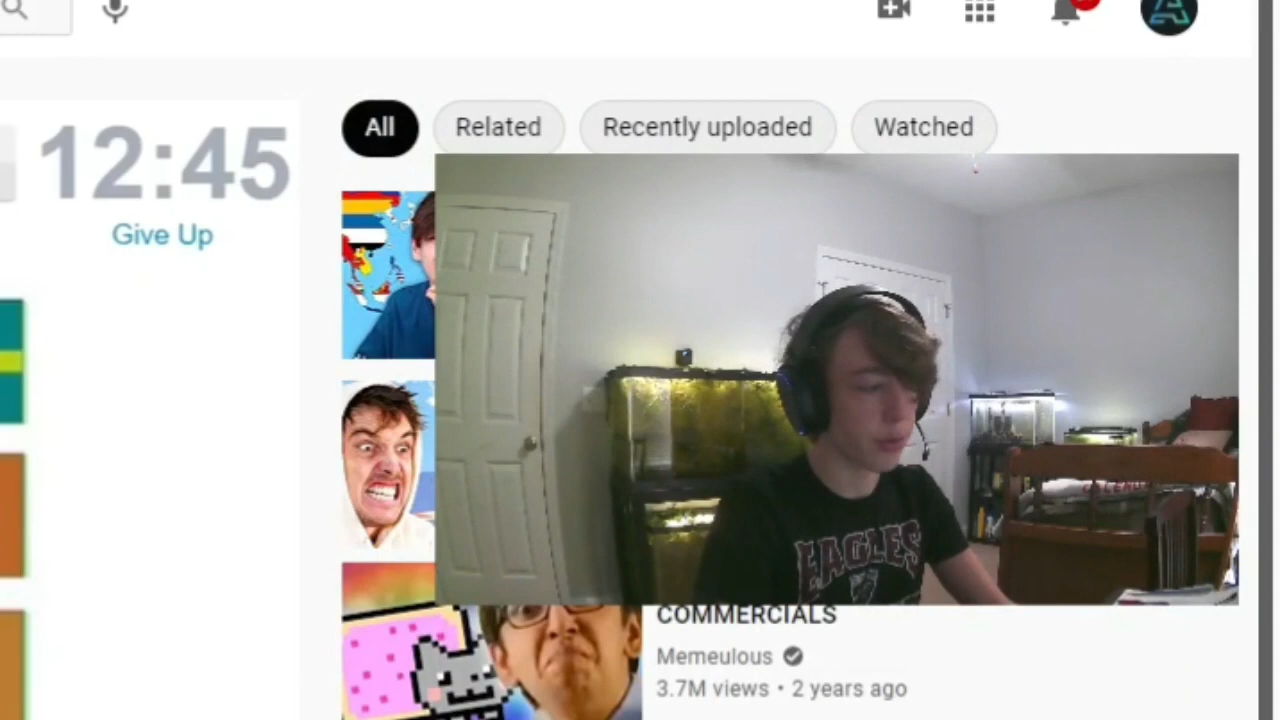 12:45
Give Up
All
Related
Recently uploaded
Watched
EAGLES
COMMERCIALS
Memeulous
3.7M views • 2 years ago